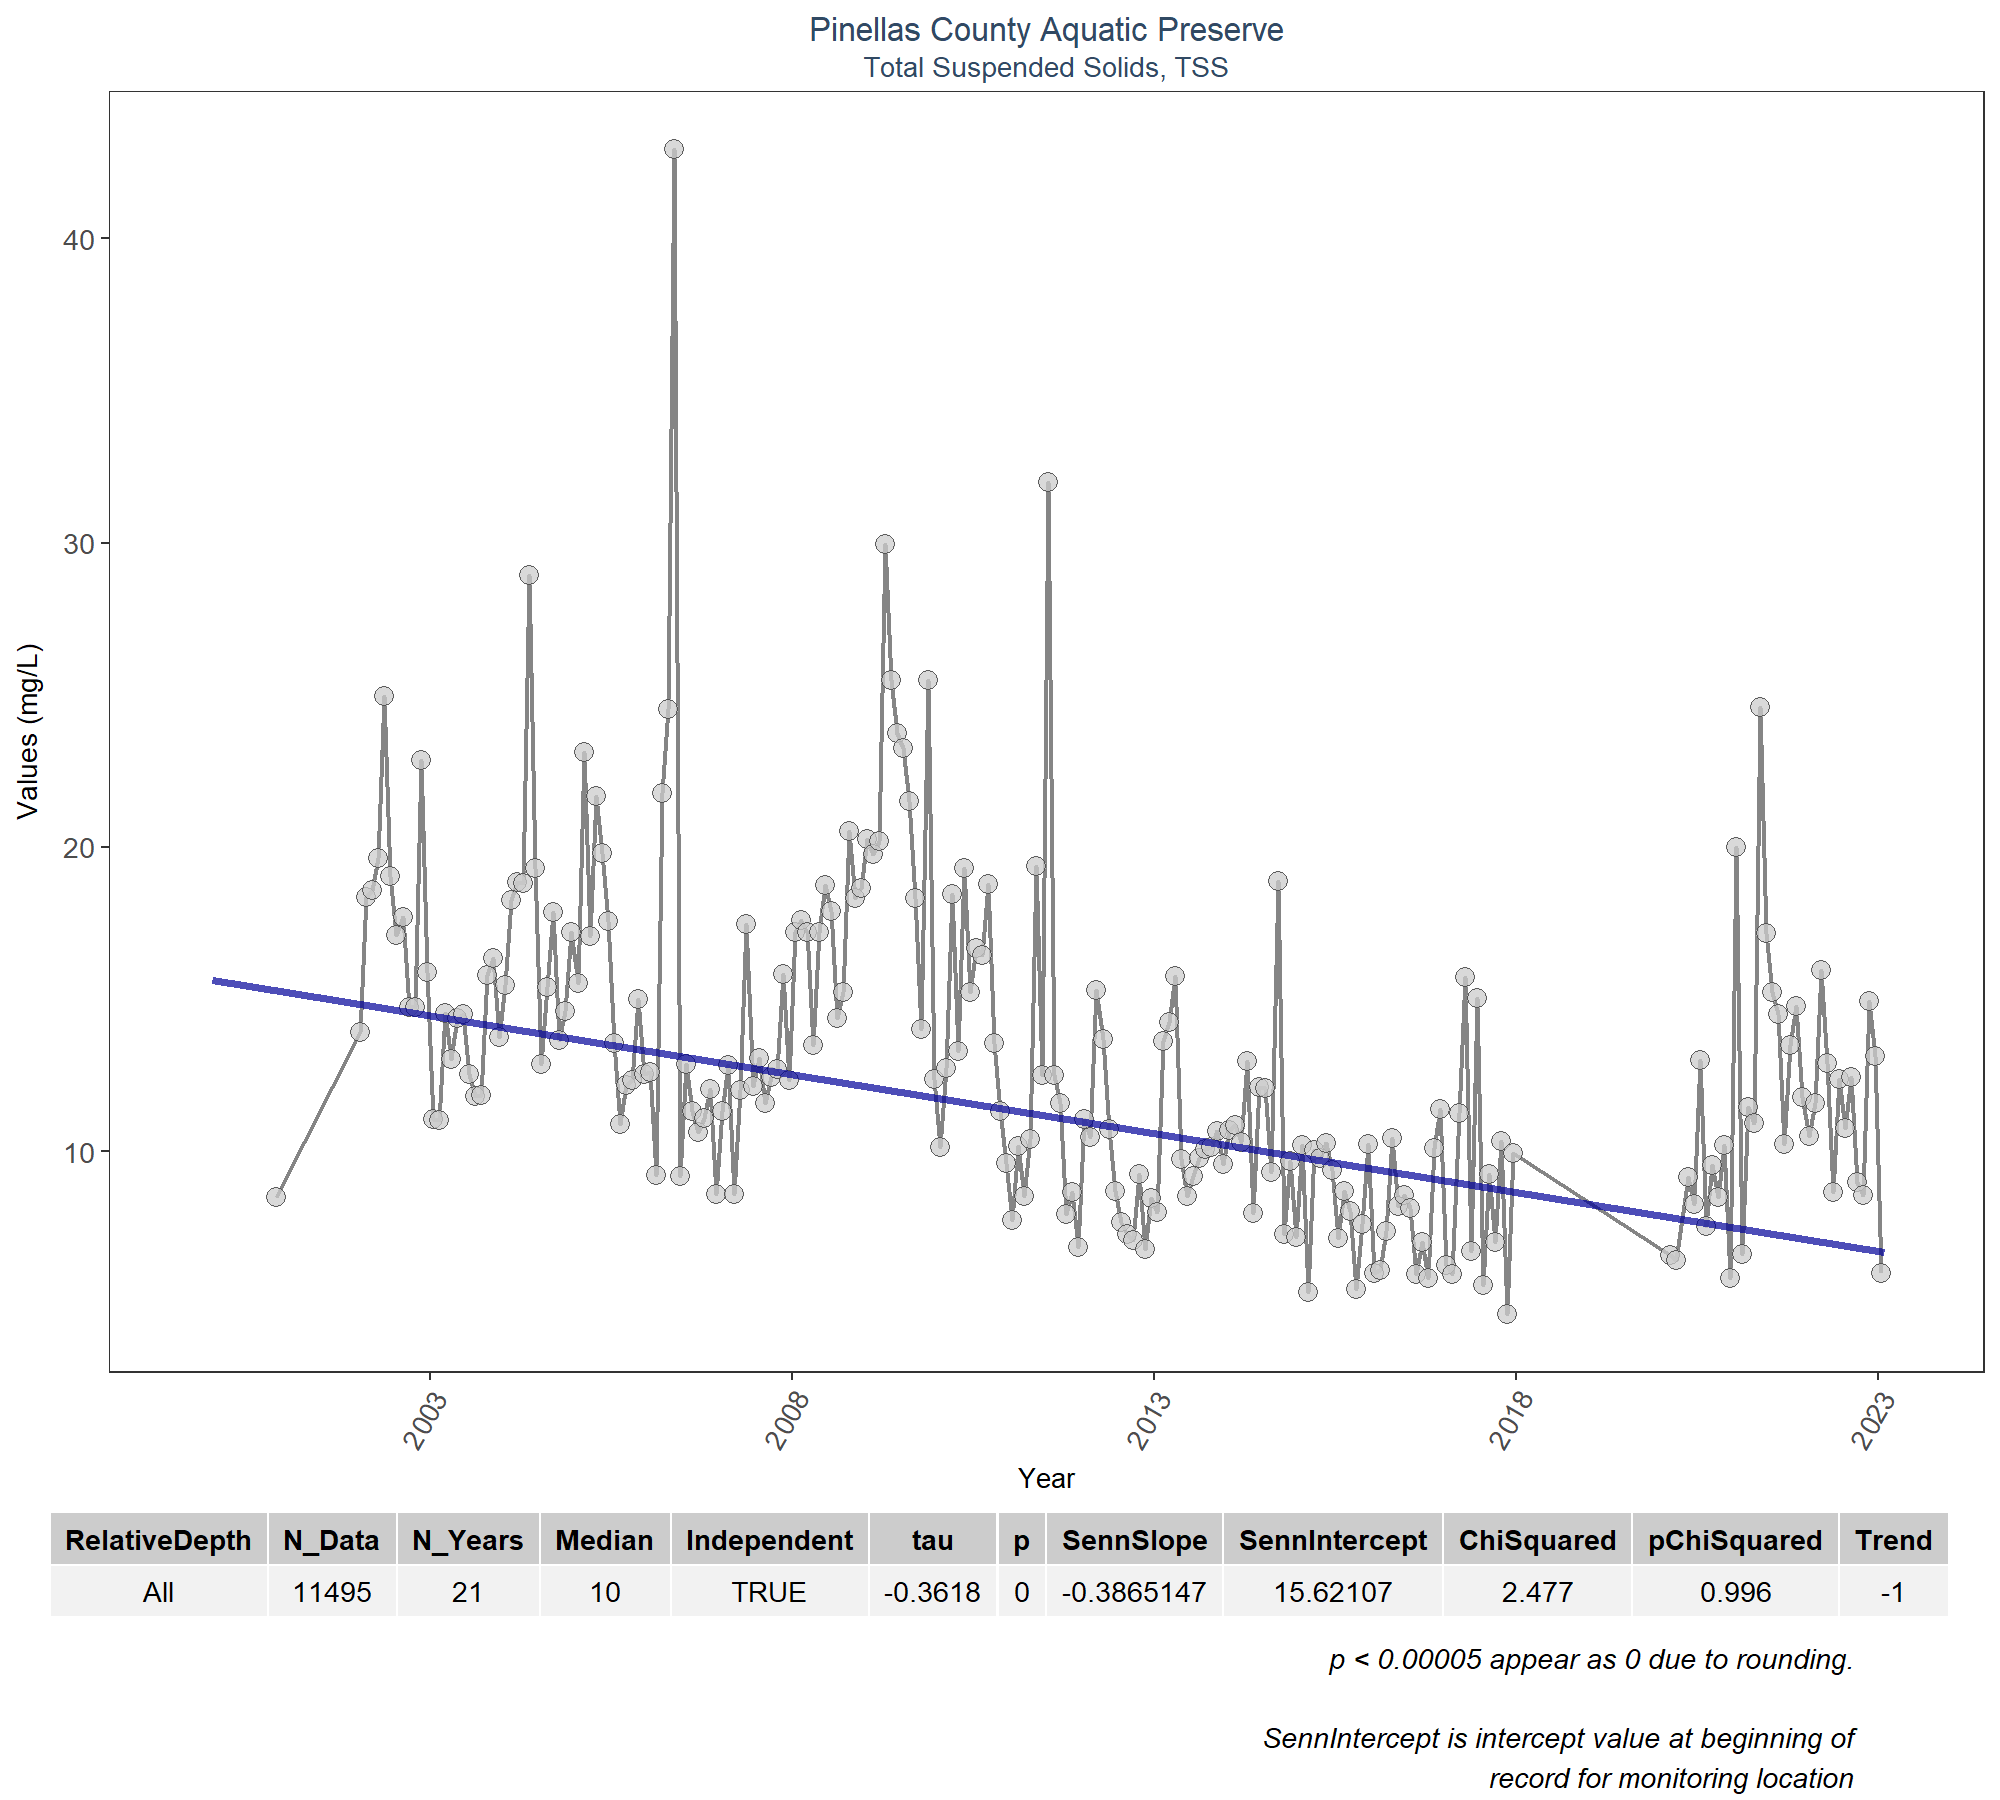 Pinellas County Aquatic Preserve
Total Suspended Solids, TSS
Values (mg/L)
40
30
20
10
2003 2008 2013 2018 2023
Year
RelativeDepth N_Data N_Years Median Independent tau p SennSlope SennIntercept ChiSquared pChiSquared Trend
All 11495 21 10 TRUE -0.3618 0 -0.3865147 15.62107 2.477 0.996 -1
p < 0.00005 appear as 0 due to rounding.
SennIntercept is intercept value at beginning of
record for monitoring location